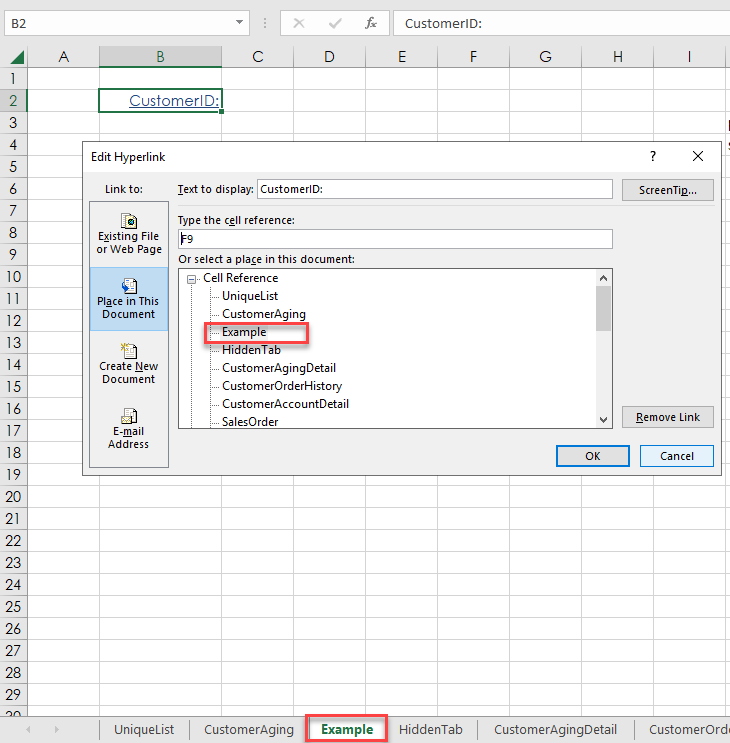 B2
fx
CustomerID:
A B C D E F G H I
1
2 CustomerID:
3
4
Edit Hyperlink ? X
5
Link to:
6 Text to display: CustomerID: ScreenTip...
7 Existing File or Web Page Type the cell reference:
8 F9
9 Or select a place in this document:
10 Place in This Document Cell Reference
11 UniqueList
12 CustomerAging
Example
13 Create New Document HiddenTab
14 CustomerAgingDetail
15 CustomerOrderHistory
16 E-mail Address CustomerAccountDetail Remove Link
17 SalesOrder
18 OK Cancel
19
20
21
22
23
24
25
26
27
28
29
30
UniqueList CustomerAging Example HiddenTab CustomerAgingDetail CustomerOrd